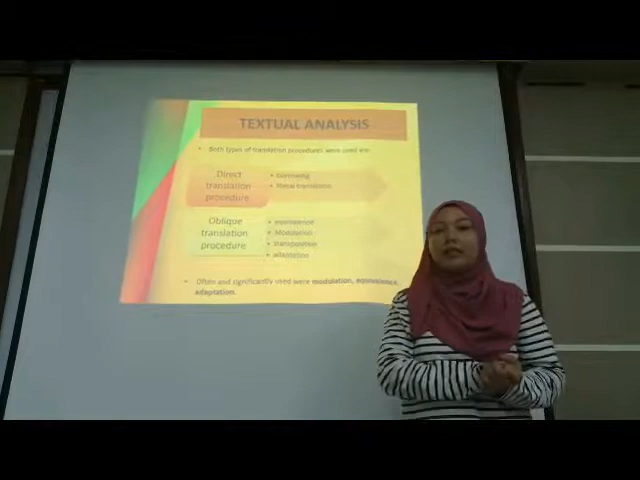 TEXTUAL ANALYSIS
• Both types of translation procedures were used are:
Direct
translation
procedure
• borrowing
• literal translation
Oblique
translation
procedure
• equivalence
• Modulation
• transposition
• adaptation
• Often and significantly used were modulation, equivalence,
adaptation.